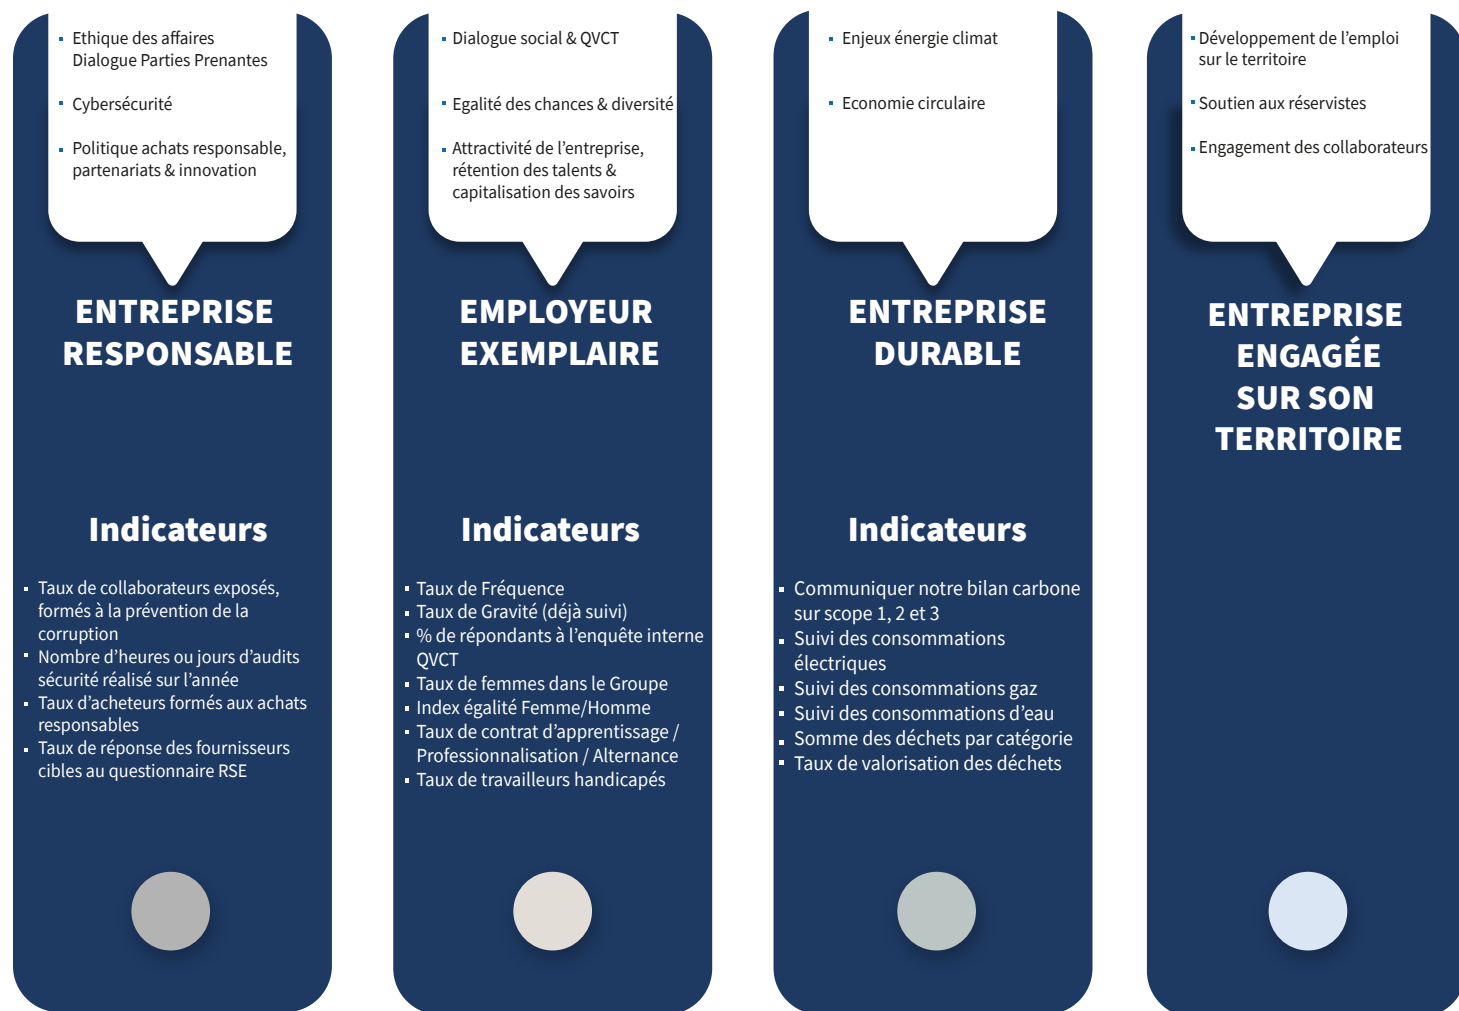 Ethique des affaires
Dialogue Parties Prenantes
Cybersécurité
Politique achats responsable,
partenariats & innovation
ENTREPRISE
RESPONSABLE
Indicateurs
Taux de collaborateurs exposés,
formés à la prévention de la
corruption
Nombre d'heures ou jours d'audits
sécurité réalisé sur l'année
Taux d'acheteurs formés aux achats
responsables
Taux de réponse des fournisseurs
cibles au questionnaire RSE
Dialogue social & QVCT
Egalité des chances & diversité
Attractivité de l'entreprise,
rétention des talents &
capitalisation des savoirs
EMPLOYEUR
EXEMPLAIRE
Indicateurs
Taux de Fréquence
Taux de Gravité (déjà suivi)
% de répondants à l'enquête interne
QVCT
Taux de femmes dans le Groupe
Index égalité Femme/Homme
Taux de contrat d'apprentissage /
Professionnalisation / Alternance
Taux de travailleurs handicapés
Enjeux énergie climat
Economie circulaire
ENTREPRISE
DURABLE
Indicateurs
Communiquer notre bilan carbone
sur scope 1, 2 et 3
Suivi des consommations
électriques
Suivi des consommations gaz
Suivi des consommations d'eau
Somme des déchets par catégorie
Taux de valorisation des déchets
Développement de l'emploi
sur le territoire
Soutien aux réservistes
Engagement des collaborateurs
ENTREPRISE
ENGAGÉE
SUR SON
TERRITOIRE